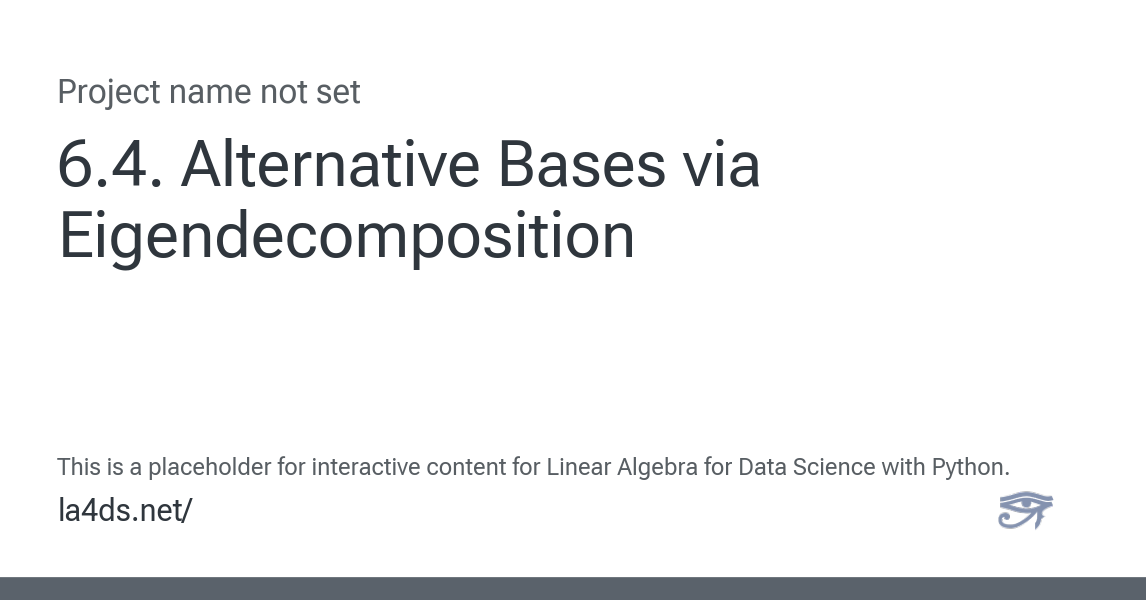 Project name not set
6.4. Alternative Bases via
Eigendecomposition
This is a placeholder for interactive content for Linear Algebra for Data Science with Python.
la4ds.net/